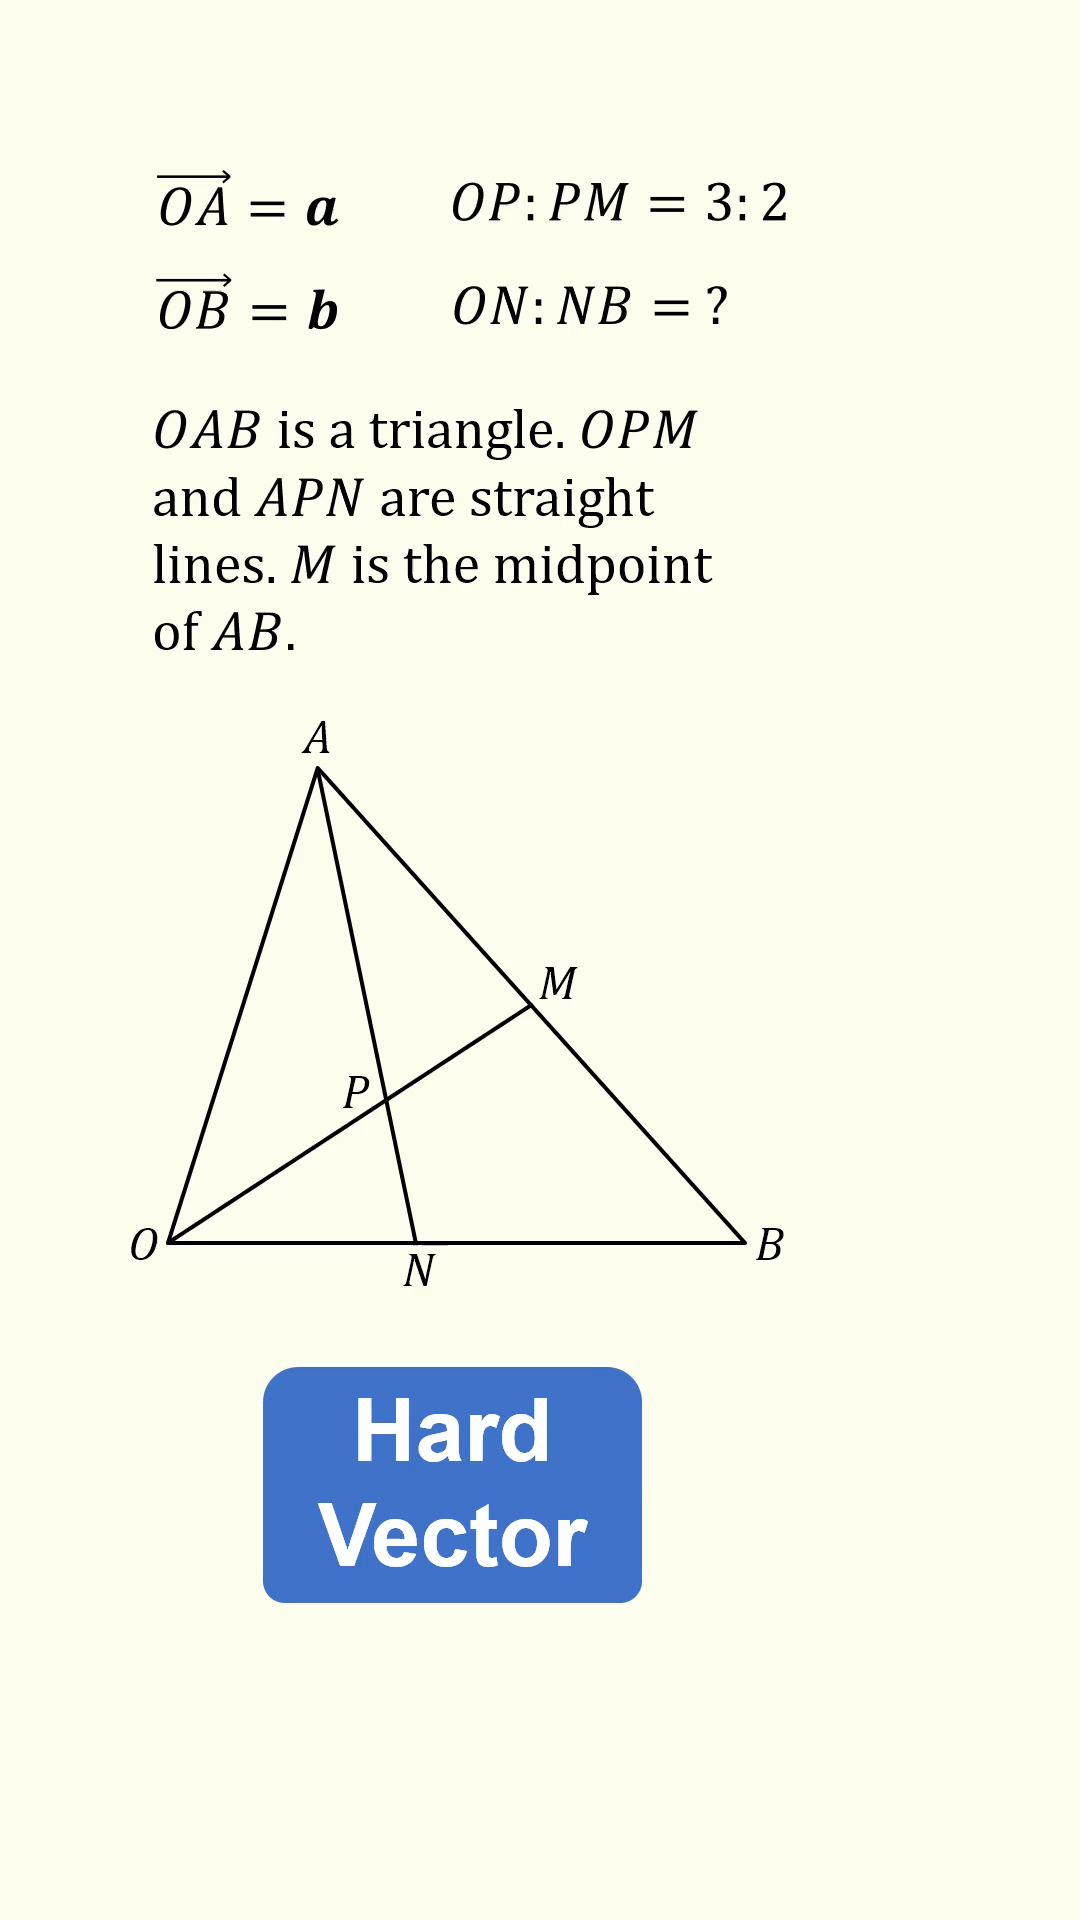 OA = a OP: PM = 3: 2
OB = b ON: NB = ?
OAB is a triangle. OPM
and APN are straight
lines. M is the midpoint
of AB.
A
M
P
O
B
N
Hard
Vector